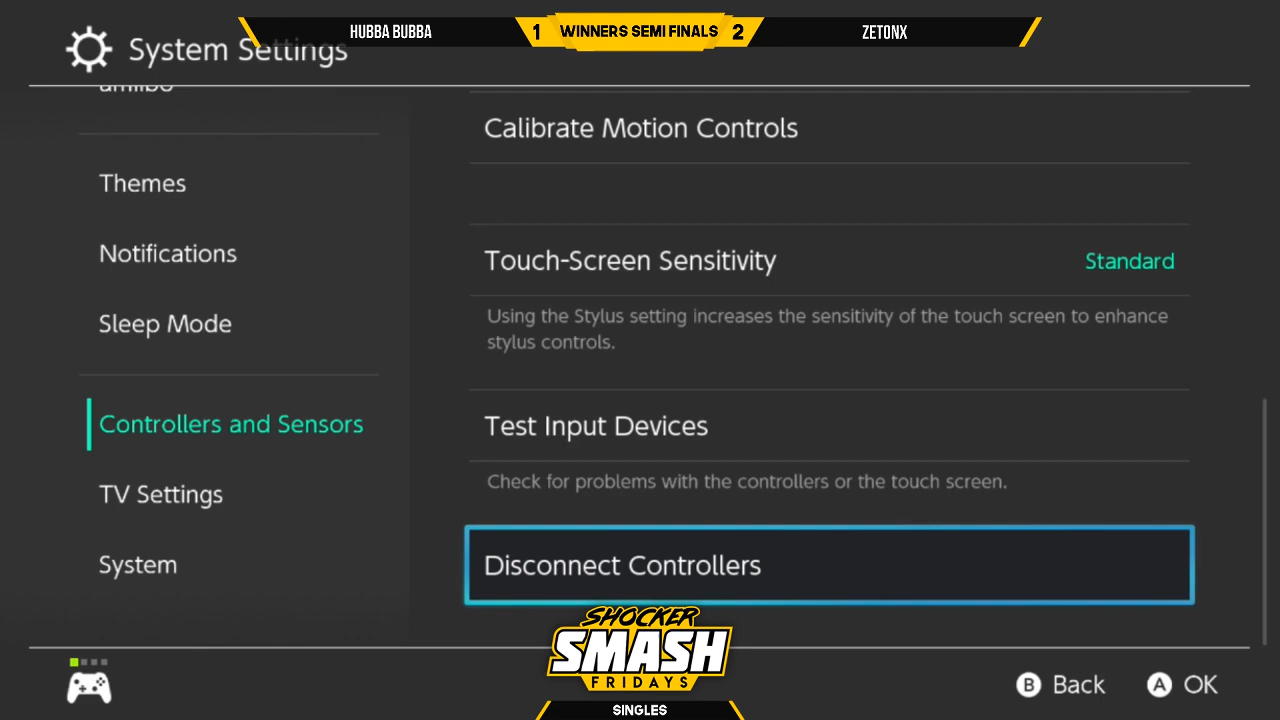 HUBBA BUBBA 1 WINNERS SEMI FINALS 2 ZETONX
System Settings
amiibo
Themes
Notifications
Sleep Mode
Controllers and Sensors
TV Settings
System
Calibrate Motion Controls
Touch-Screen Sensitivity Standard
Using the Stylus setting increases the sensitivity of the touch screen to enhance
stylus controls.
Test Input Devices
Check for problems with the controllers or the touch screen.
Disconnect Controllers
SHOCKER
SMASH
FRIDAYS
SINGLES
B Back A OK